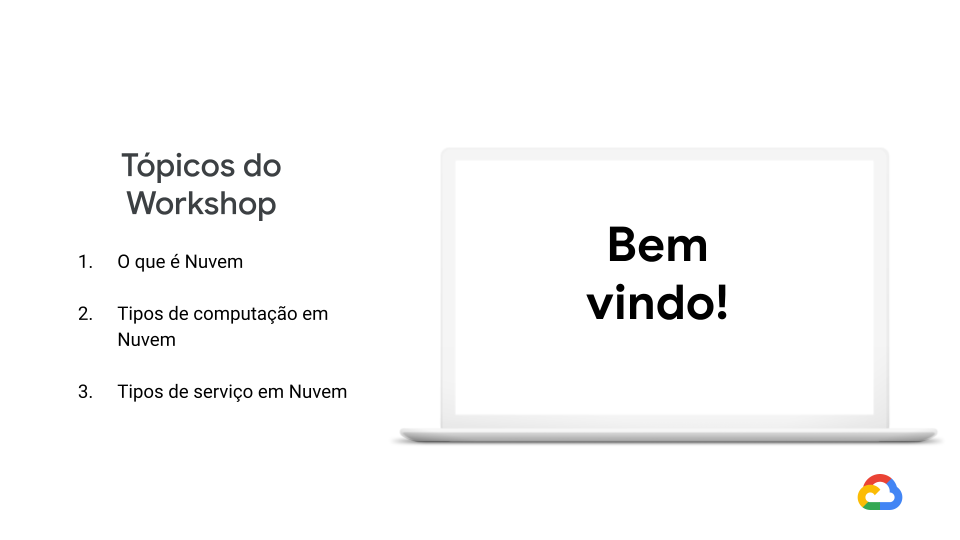 Tópicos do
Workshop
1. O que é Nuvem
2. Tipos de computação em
Nuvem
3. Tipos de serviço em Nuvem
Bem
vindo!